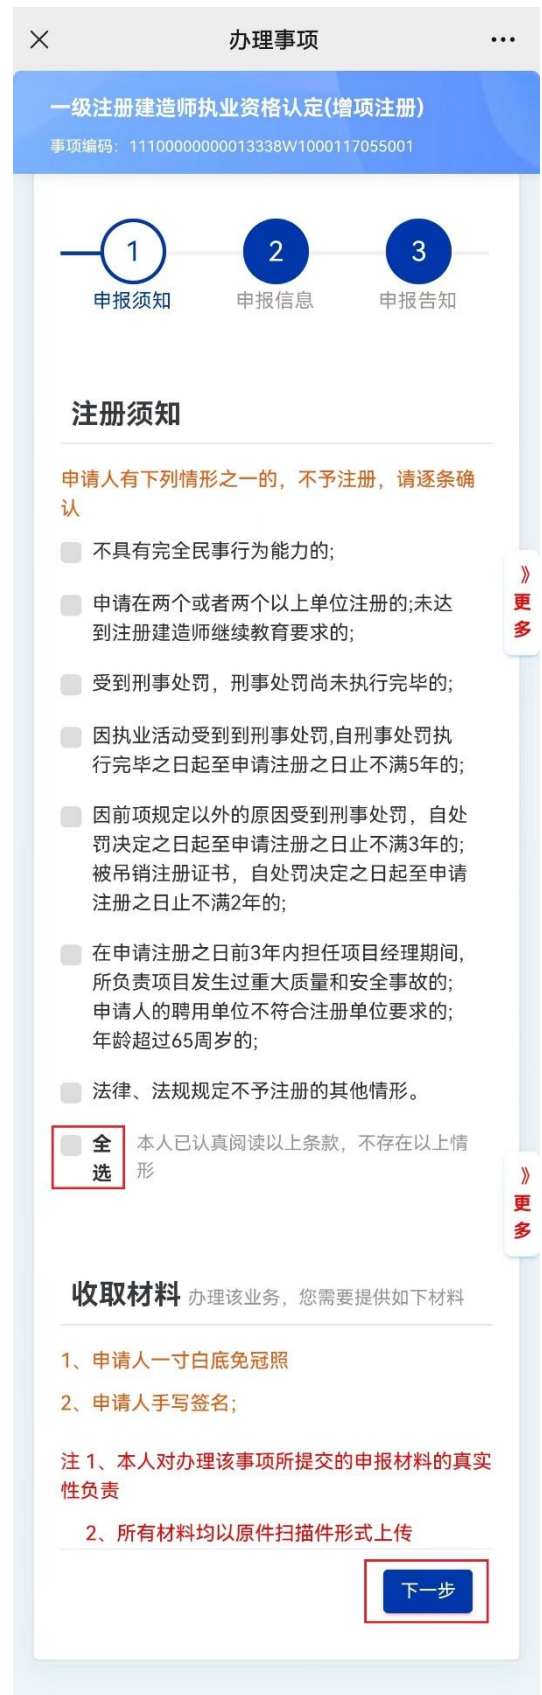 办理事项
一级注册建造师执业资格认定(增项注册)
事项编码: 11100000000013338W1000117055001
1
2
3
申报须知
申报信息
申报告知
注册须知
申请人有下列情形之一的，不予注册，请逐条确
认
不具有完全民事行为能力的;
申请在两个或者两个以上单位注册的;未达
到注册建造师继续教育要求的;
受到刑事处罚，刑事处罚尚未执行完毕的;
因执业活动受到到刑事处罚,自刑事处罚执
行完毕之日起至申请注册之日止不满5年的;
因前项规定以外的原因受到刑事处罚，自处
罚决定之日起至申请注册之日止不满3年的;
被吊销注册证书，自处罚决定之日起至申请
注册之日止不满2年的;
在申请注册之日前3年内担任项目经理期间,
所负责项目发生过重大质量和安全事故的;
申请人的聘用单位不符合注册单位要求的;
年龄超过65周岁的;
法律、法规规定不予注册的其他情形。
全
选
本人已认真阅读以上条款，不存在以上情
形
》
更
多
》
更
多
收取材料 办理该业务，您需要提供如下材料
1、申请人一寸白底免冠照
2、申请人手写签名;
注 1、本人对办理该事项所提交的申报材料的真实
性负责
2、所有材料均以原件扫描件形式上传
下一步